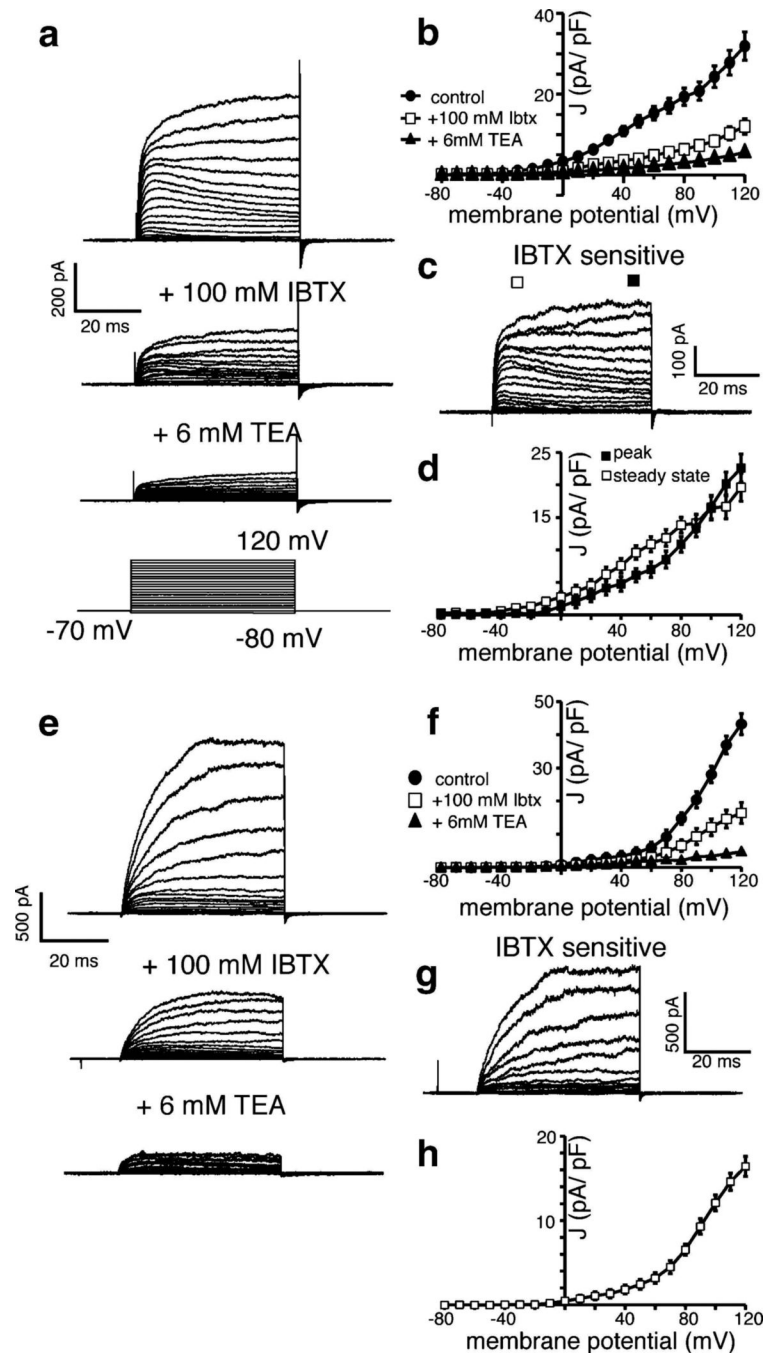 a
200 pA
20 ms
+ 100 mM IBTX
+ 6 mM TEA
120 mV
-70 mV
-80 mV
b
J (pA/ pF)
40
20
control
+100 mM Ibtx
+ 6mM TEA
-80 -40 40 80 120
membrane potential (mV)
c
IBTX sensitive
100 pA
20 ms
d
J (pA/ pF)
25
20
15
10
5
peak
steady state
-80 -40 40 80 120
membrane potential (mV)
e
500 pA
20 ms
+ 100 mM IBTX
+ 6 mM TEA
f
J (pA/ pF)
50
30
10
control
+100 mM Ibtx
+ 6mM TEA
-80 -40 40 80 120
membrane potential (mV)
g
IBTX sensitive
500 pA
20 ms
h
J (pA/ pF)
20
16
8
-80 -40 40 80 120
membrane potential (mV)